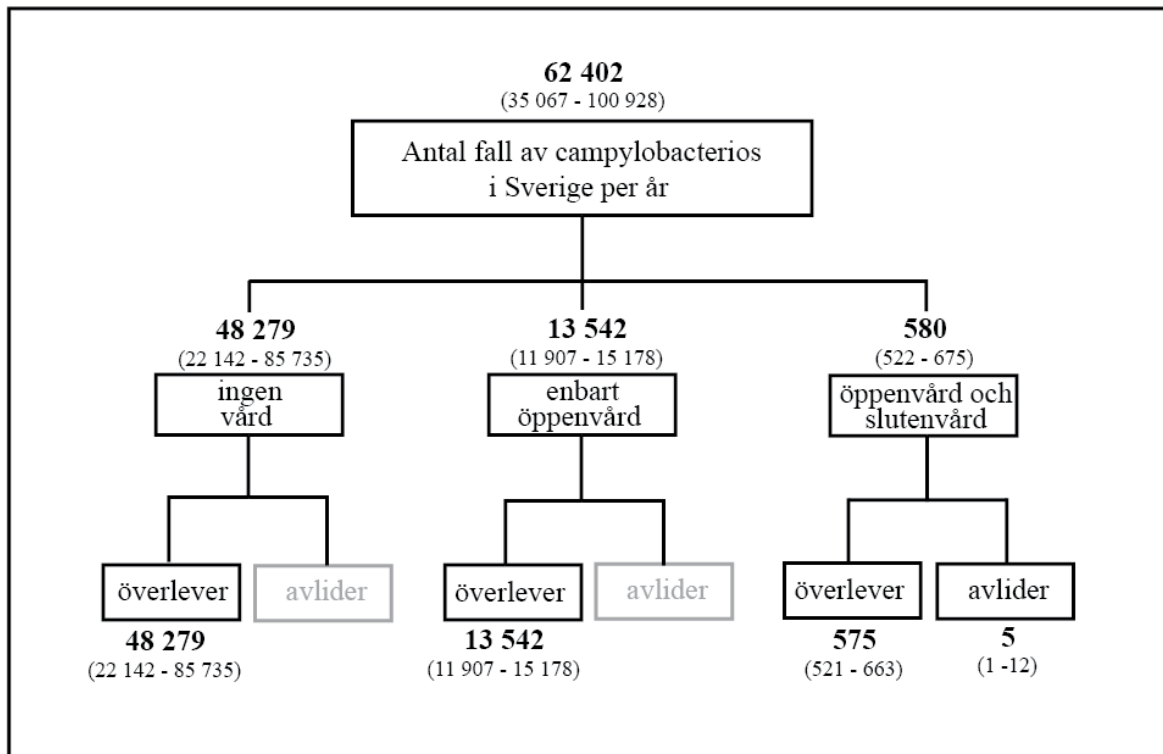 62 402
(35 067 - 100 928)
Antal fall av campylobacterios
i Sverige per år
48 279
(22 142 - 85 735)
ingen
vård
13 542
(11 907 - 15 178)
enbart
öppenvård
580
(522 - 675)
öppenvård och
slutenvård
överlever
avlider
överlever
avlider
överlever
avlider
48 279
(22 142 - 85 735)
13 542
(11 907 - 15 178)
575
(521 - 663)
5
(1 -12)